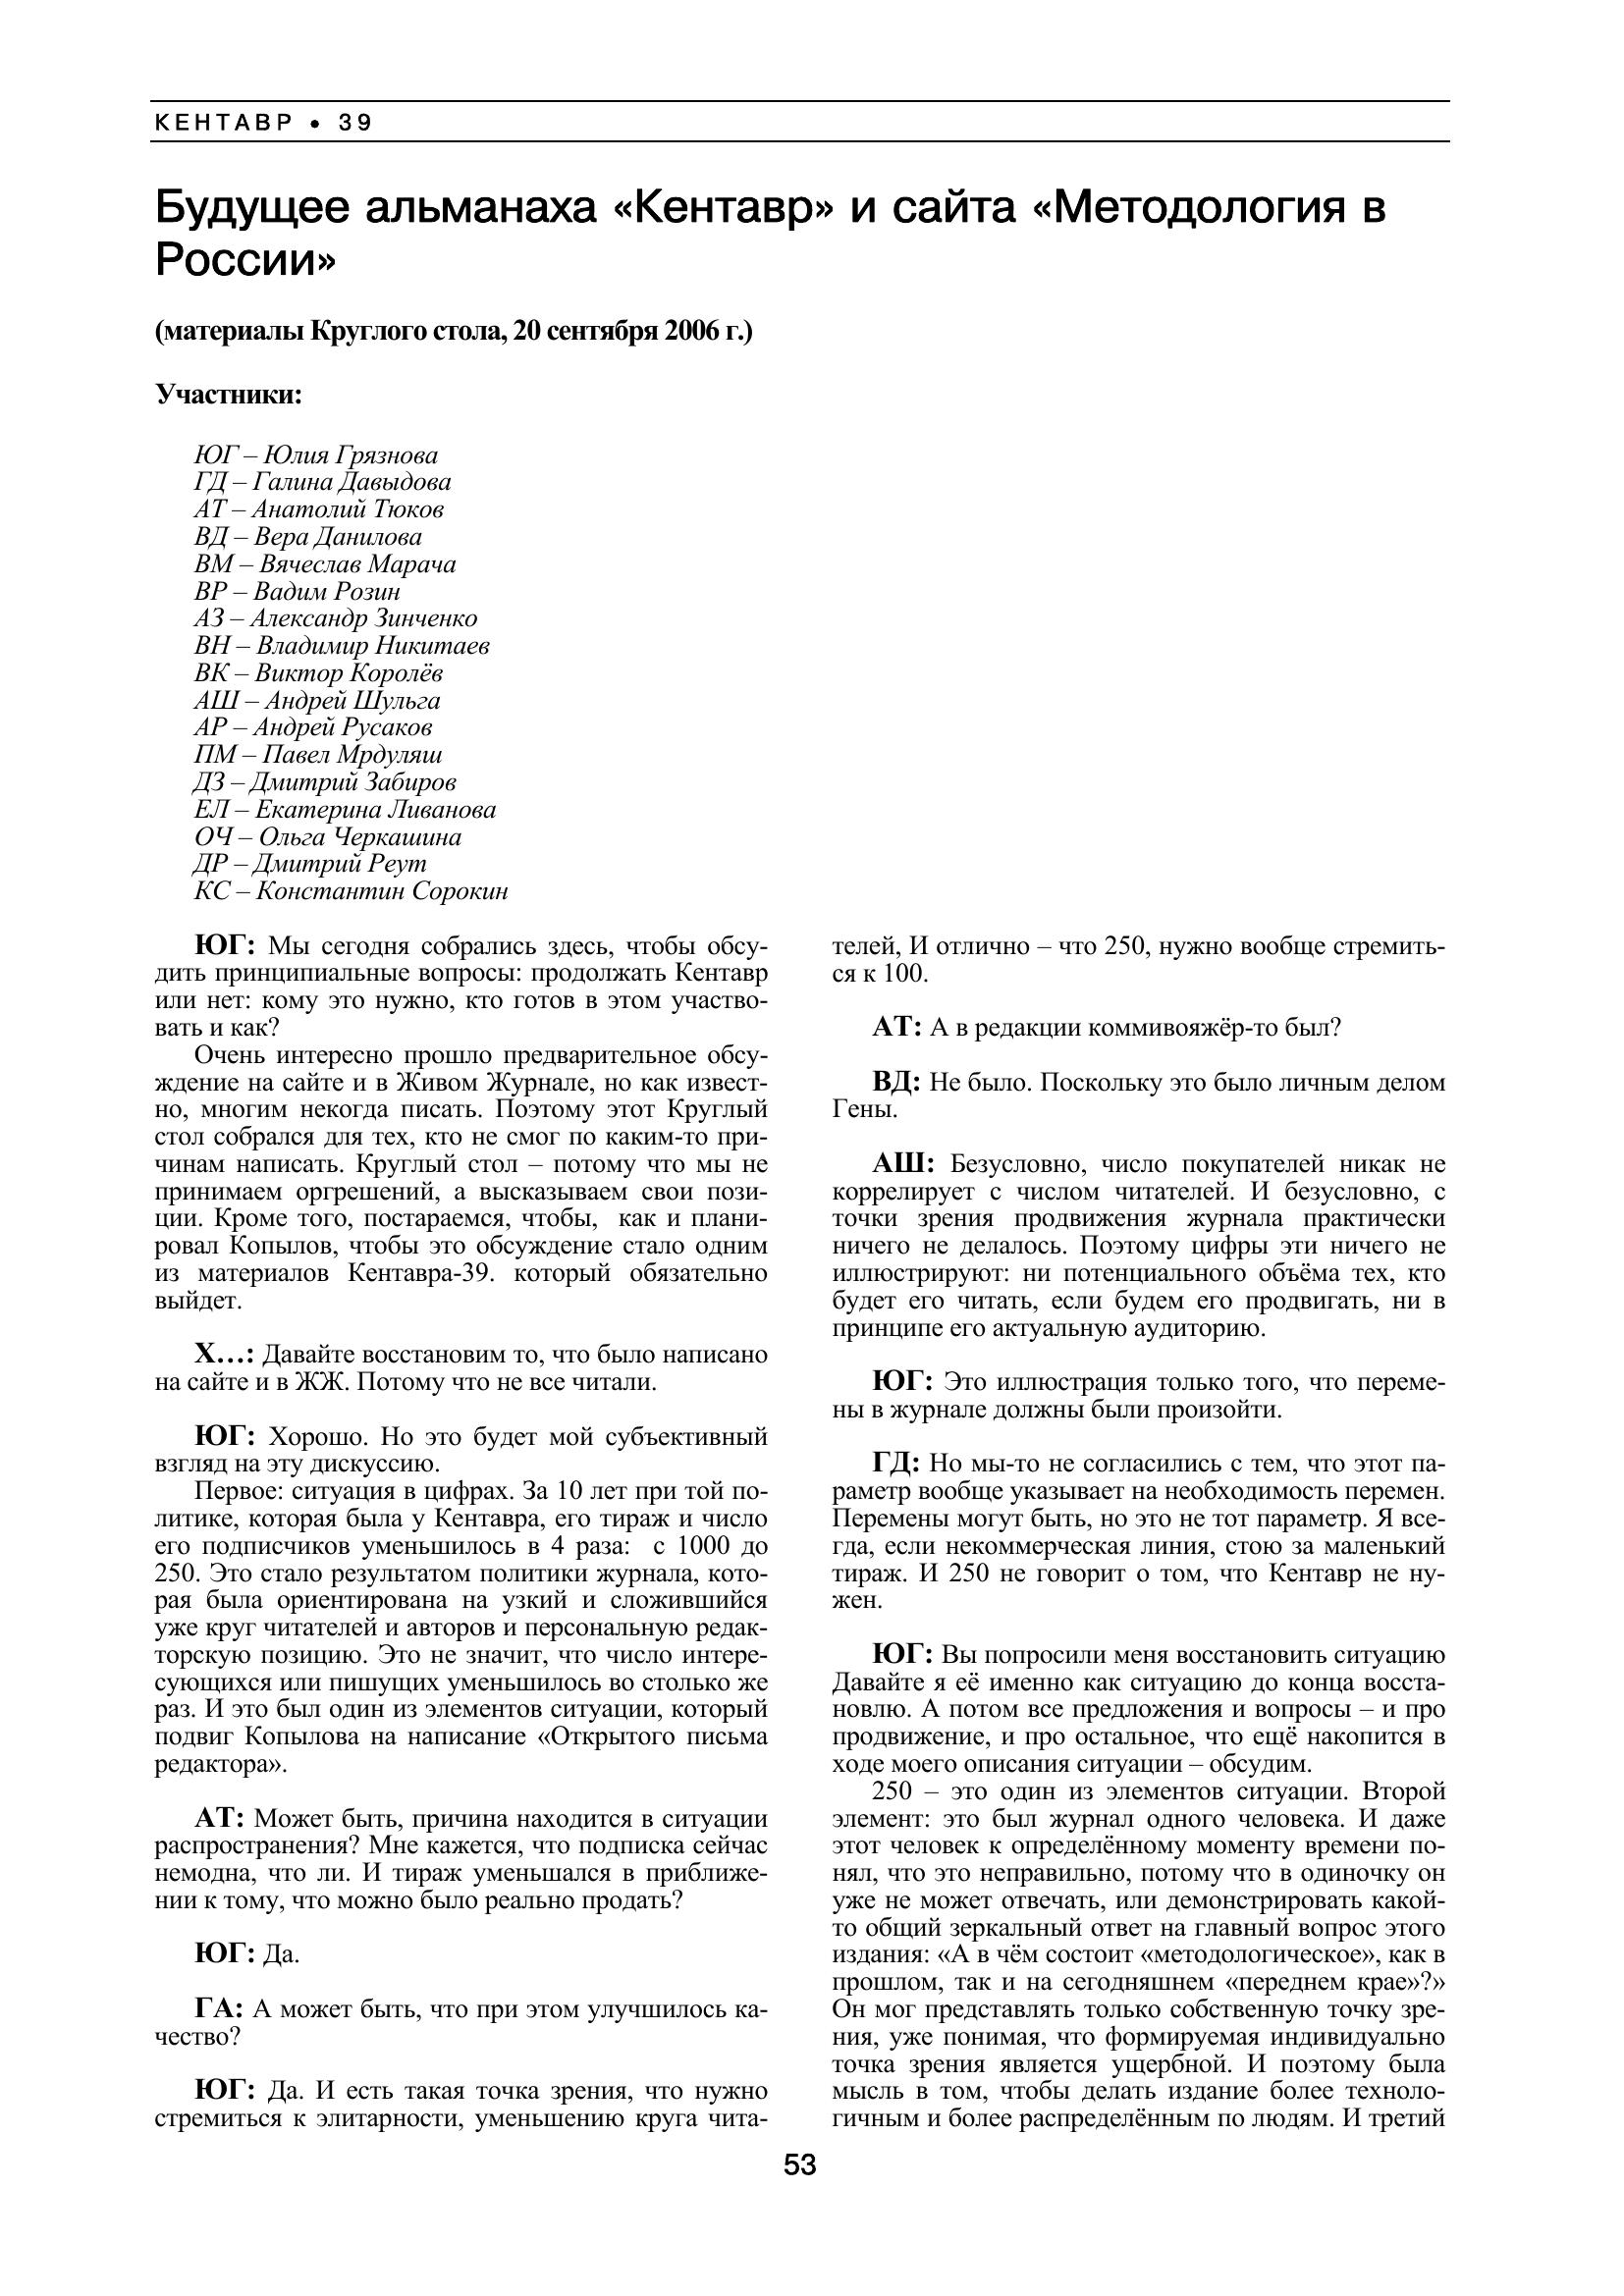 КЕНТАВР • 39
Будущее альманаха «Кентавр» и сайта «Методология в
России»
(материалы Круглого стола, 20 сентября 2006 г.)
Участники:
ЮГ – Юлия Грязнова
ГД – Галина Давыдова
АТ – Анатолий Тюков
ВД – Вера Данилова
ВМ – Вячеслав Марача
ВР – Вадим Розин
АЗ – Александр Зинченко
ВН – Владимир Никитаев
ВК – Виктор Королёв
АШ – Андрей Шульга
АР – Андрей Русаков
ПМ – Павел Мрдуляш
ДЗ – Дмитрий Забиров
ЕЛ – Екатерина Ливанова
ОЧ – Ольга Черкашина
ДР – Дмитрий Реут
КС – Константин Сорокин
ЮГ: Мы сегодня собрались здесь, чтобы обсу-
дить принципиальные вопросы: продолжать Кентавр
или нет: кому это нужно, кто готов в этом участво-
вать и как?
Очень интересно прошло предварительное обсу-
ждение на сайте и в Живом Журнале, но как извест-
но, многим некогда писать. Поэтому этот Круглый
стол собрался для тех, кто не смог по каким-то при-
чинам написать. Круглый стол – потому что мы не
принимаем оргрешений, а высказываем свои пози-
ции. Кроме того, постараемся, чтобы, как и плани-
ровал Копылов, чтобы это обсуждение стало одним
из материалов Кентавра-39. который обязательно
выйдет.
Х…: Давайте восстановим то, что было написано
на сайте и в ЖЖ. Потому что не все читали.
ЮГ: Хорошо. Но это будет мой субъективный
взгляд на эту дискуссию.
Первое: ситуация в цифрах. За 10 лет при той по-
литике, которая была у Кентавра, его тираж и число
его подписчиков уменьшилось в 4 раза: с 1000 до
250. Это стало результатом политики журнала, кото-
рая была ориентирована на узкий и сложившийся
уже круг читателей и авторов и персональную редак-
торскую позицию. Это не значит, что число интере-
сующихся или пишущих уменьшилось во столько же
раз. И это был один из элементов ситуации, который
подвиг Копылова на написание «Открытого письма
редактора».
АТ: Может быть, причина находится в ситуации
распространения? Мне кажется, что подписка сейчас
немодна, что ли. И тираж уменьшался в приближе-
нии к тому, что можно было реально продать?
ЮГ: Да.
ГА: А может быть, что при этом улучшилось ка-
чество?
ЮГ: Да. И есть такая точка зрения, что нужно
стремиться к элитарности, уменьшению круга чита-
телей, И отлично – что 250, нужно вообще стремить-
ся к 100.
АТ: А в редакции коммивояжёр-то был?
ВД: Не было. Поскольку это было личным делом
Гены.
АШ: Безусловно, число покупателей никак не
коррелирует с числом читателей. И безусловно, с
точки зрения продвижения журнала практически
ничего не делалось. Поэтому цифры эти ничего не
иллюстрируют: ни потенциального объёма тех, кто
будет его читать, если будем его продвигать, ни в
принципе его актуальную аудиторию.
ЮГ: Это иллюстрация только того, что переме-
ны в журнале должны были произойти.
ГД: Но мы-то не согласились с тем, что этот па-
раметр вообще указывает на необходимость перемен.
Перемены могут быть, но это не тот параметр. Я все-
гда, если некоммерческая линия, стою за маленький
тираж. И 250 не говорит о том, что Кентавр не ну-
жен.
ЮГ: Вы попросили меня восстановить ситуацию
Давайте я её именно как ситуацию до конца восста-
новлю. А потом все предложения и вопросы – и про
продвижение, и про остальное, что ещё накопится в
ходе моего описания ситуации – обсудим.
250 – это один из элементов ситуации. Второй
элемент: это был журнал одного человека. И даже
этот человек к определённому моменту времени по-
нял, что это неправильно, потому что в одиночку он
уже не может отвечать, или демонстрировать какой-
то общий зеркальный ответ на главный вопрос этого
издания: «А в чём состоит «методологическое», как в
прошлом, так и на сегодняшнем «переднем крае»?»
Он мог представлять только собственную точку зре-
ния, уже понимая, что формируемая индивидуально
точка зрения является ущербной. И поэтому была
мысль в том, чтобы делать издание более техноло-
гичным и более распределённым по людям. И третий
53